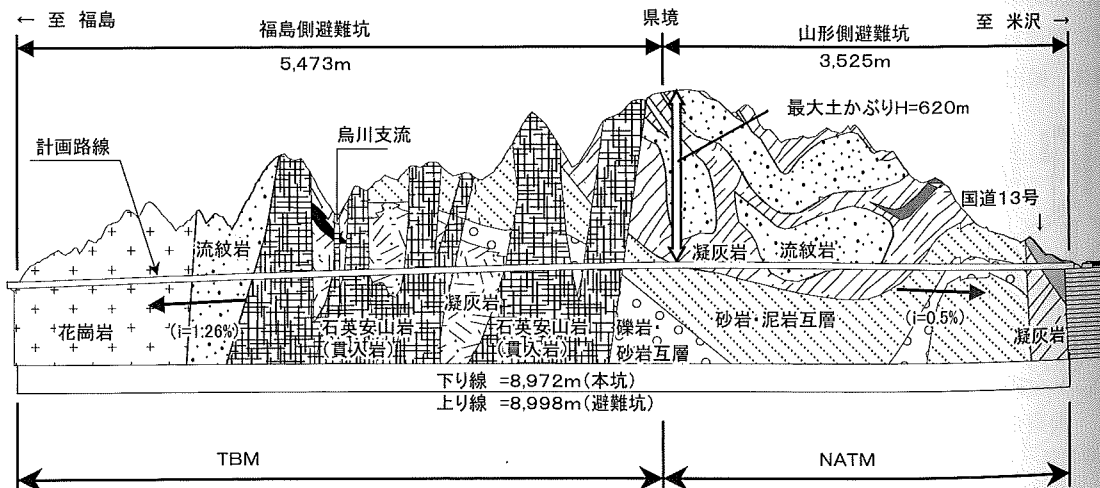 ← 至 福島
県境
至 米沢 →
福島側避難坑
山形側避難坑
5,473m
3,525m
最大土かぶりH=620m
烏川支流
計画路線
国道13号
流紋岩
凝灰岩
流紋岩
凝灰岩
花崗岩
(i=1.26%)
石英安山岩
(貫入岩)
石英安山岩
(貫入岩)
礫岩・
砂岩互層
砂岩・泥岩互層
(i=0.5%)
凝灰岩
下り線 =8,972m(本坑)
上り線 =8,998m(避難坑)
TBM
NATM